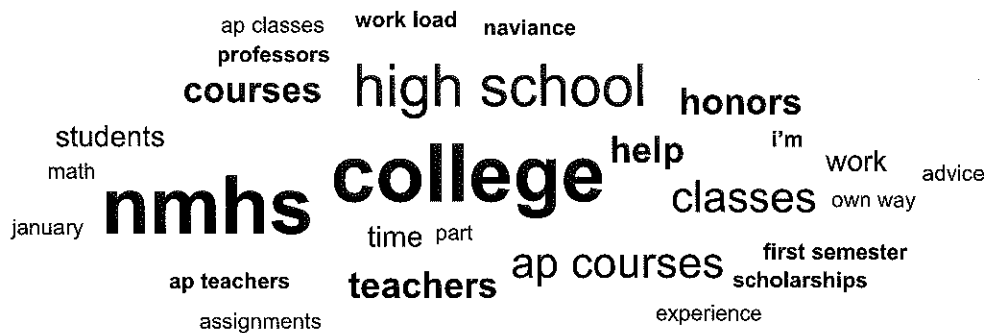 ap classes work load naviance
professors
courses high school honors
students i'm
math college help work advice
nmhs classes own way
january time part
ap courses first semester
ap teachers teachers scholarships
assignments experience